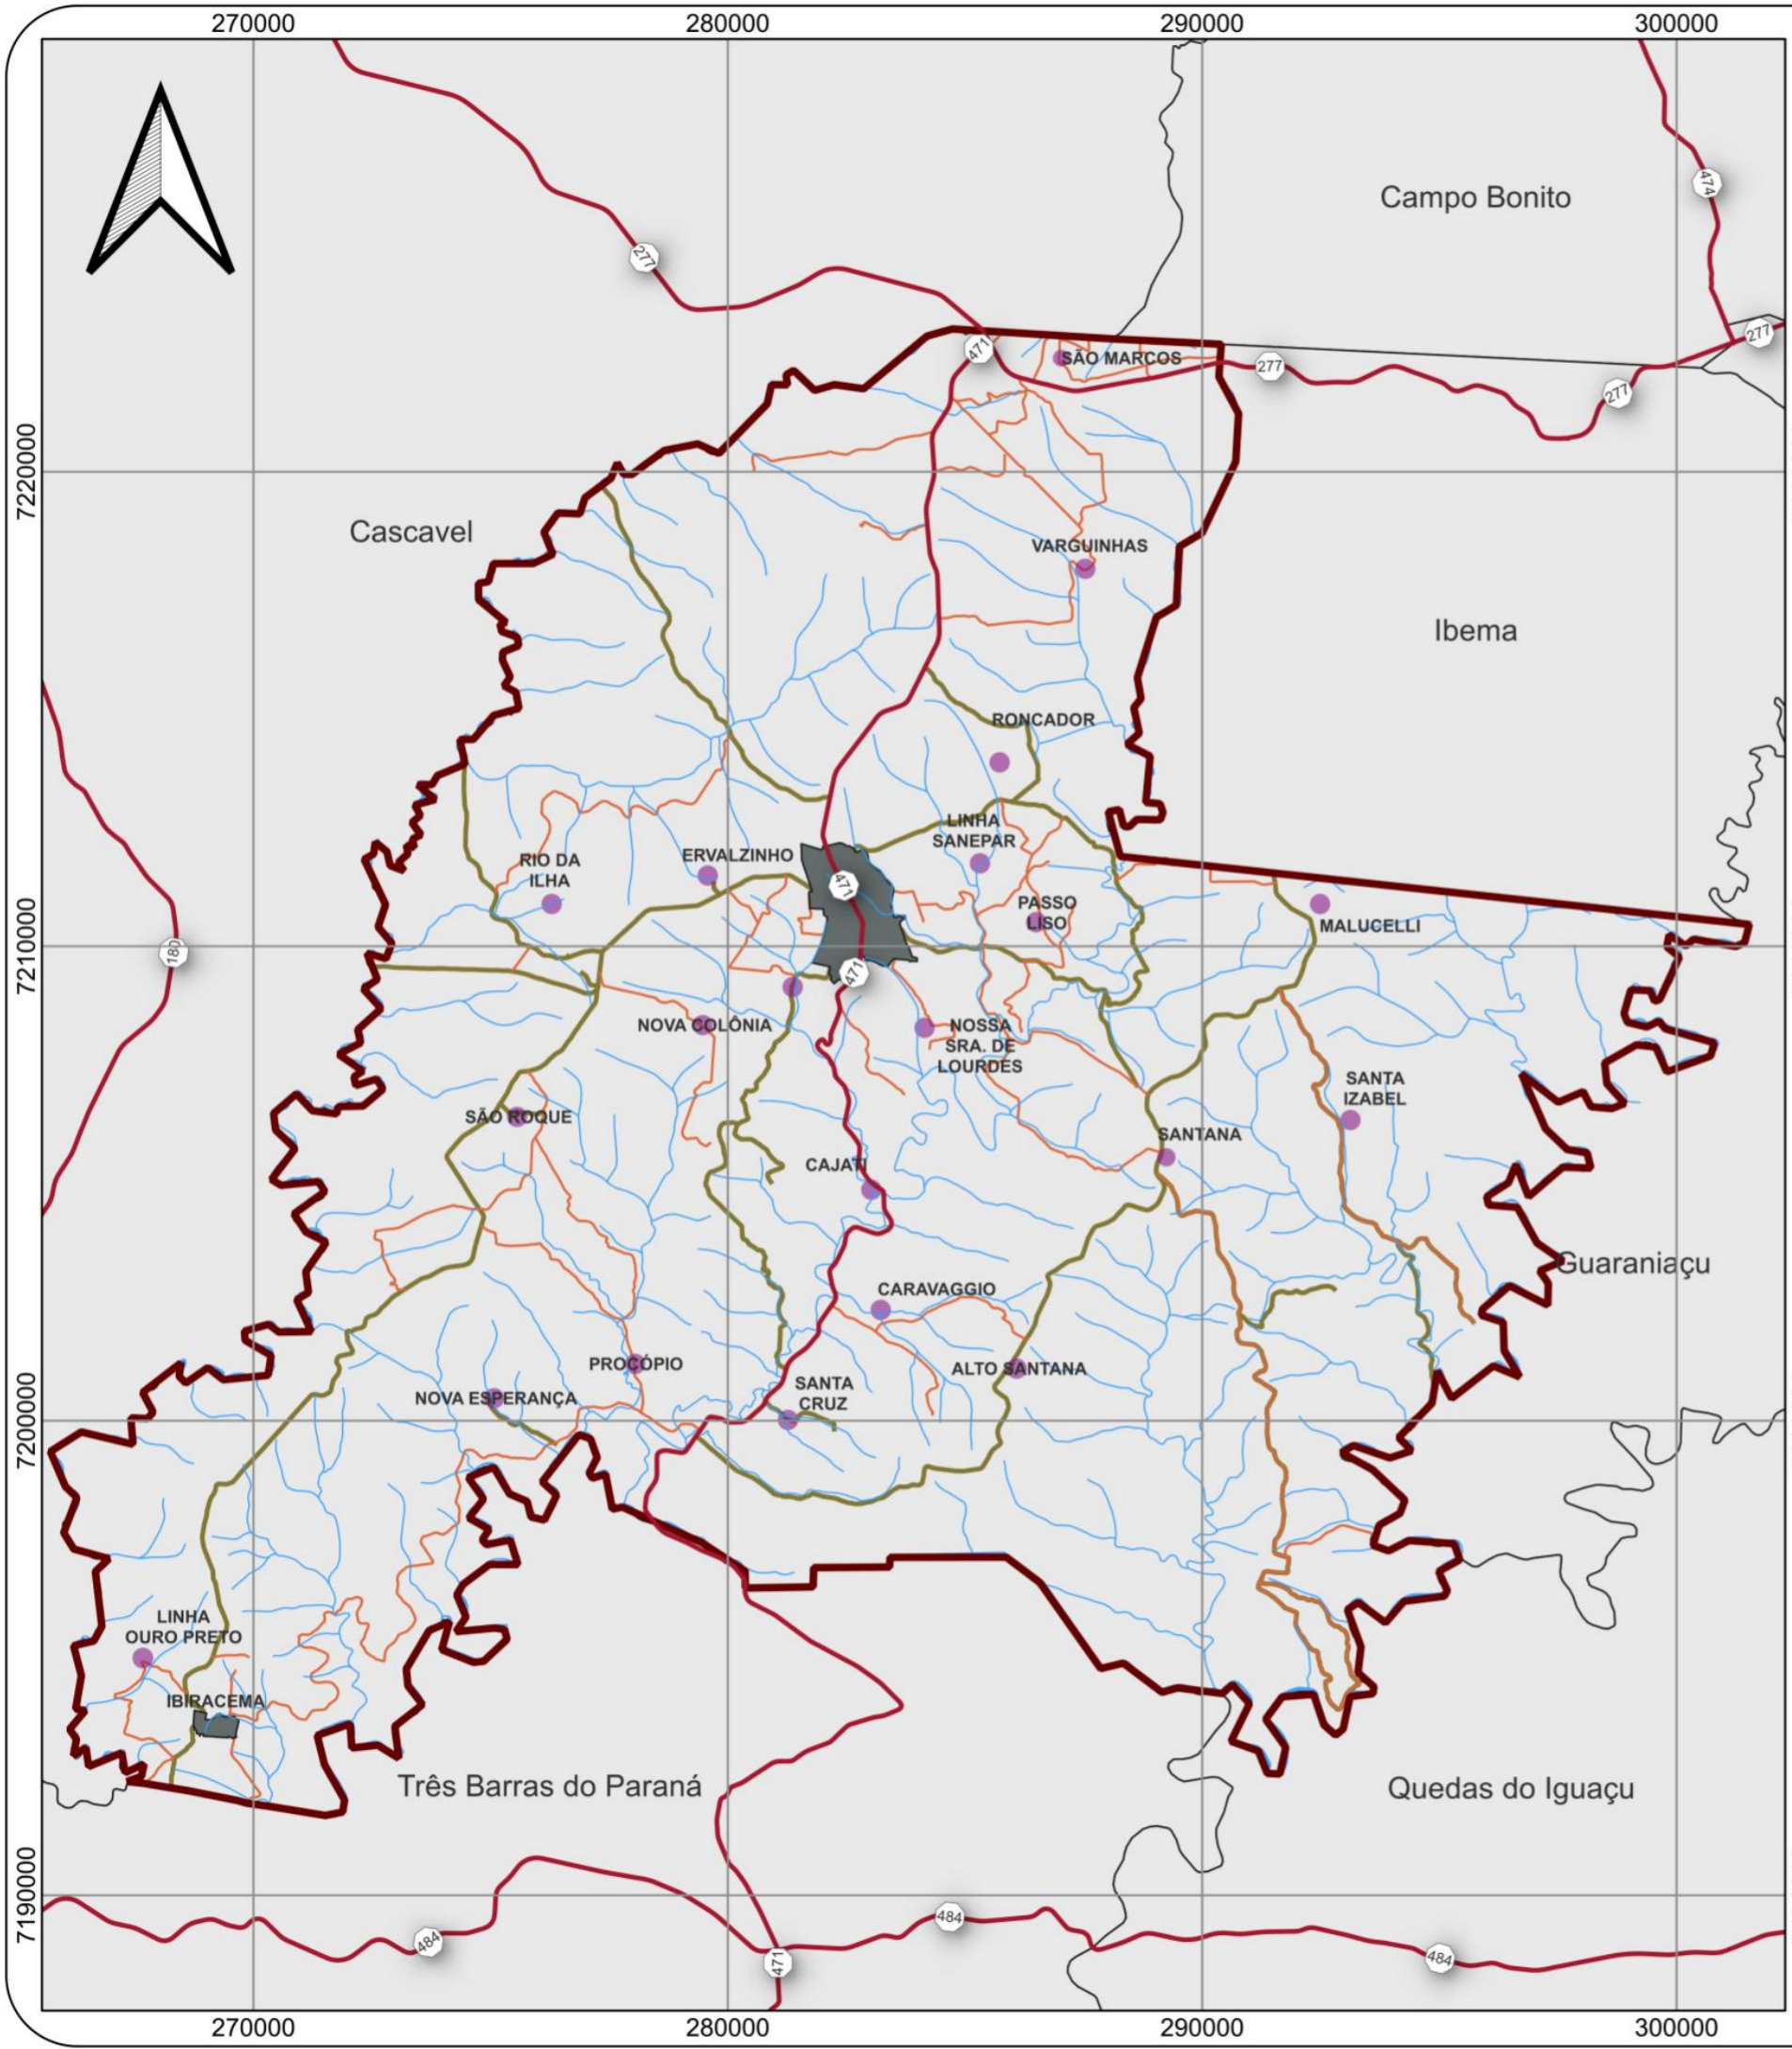 270000
280000
290000
300000
474
Campo Bonito
277
277
471
SÃO MARCOS
277
277
7220000
Cascavel
VARGUINHAS
Ibema
RONCADOR
LINHA
SANEPAR
ERVALZINHO
RIO DA
ILHA
471
PASSO
LISO
MALUCELLI
7210000
180
471
NOVA COLÔNIA
NOSSA
SRA. DE
LOURDES
SANTA
IZABEL
SÃO ROQUE
SANTANA
CAJATI
Guaraniaçu
CARAVAGGIO
PROCÓPIO
ALTO SANTANA
SANTA
CRUZ
NOVA ESPERANÇA
7200000
LINHA
OURO PRETO
IBIRACEMA
Três Barras do Paraná
Quedas do Iguaçu
7190000
484
484
484
471
270000
280000
290000
300000